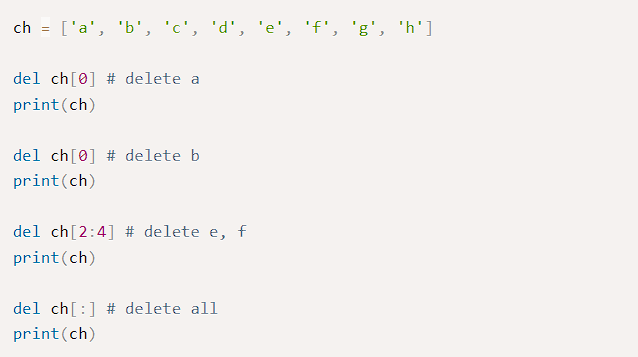 ch = ['a', 'b', 'c', 'd', 'e', 'f', 'g', 'h']
del ch[0] # delete a
print(ch)
del ch[0] # delete b
print(ch)
del ch[2:4] # delete e, f
print(ch)
del ch[:] # delete all
print(ch)